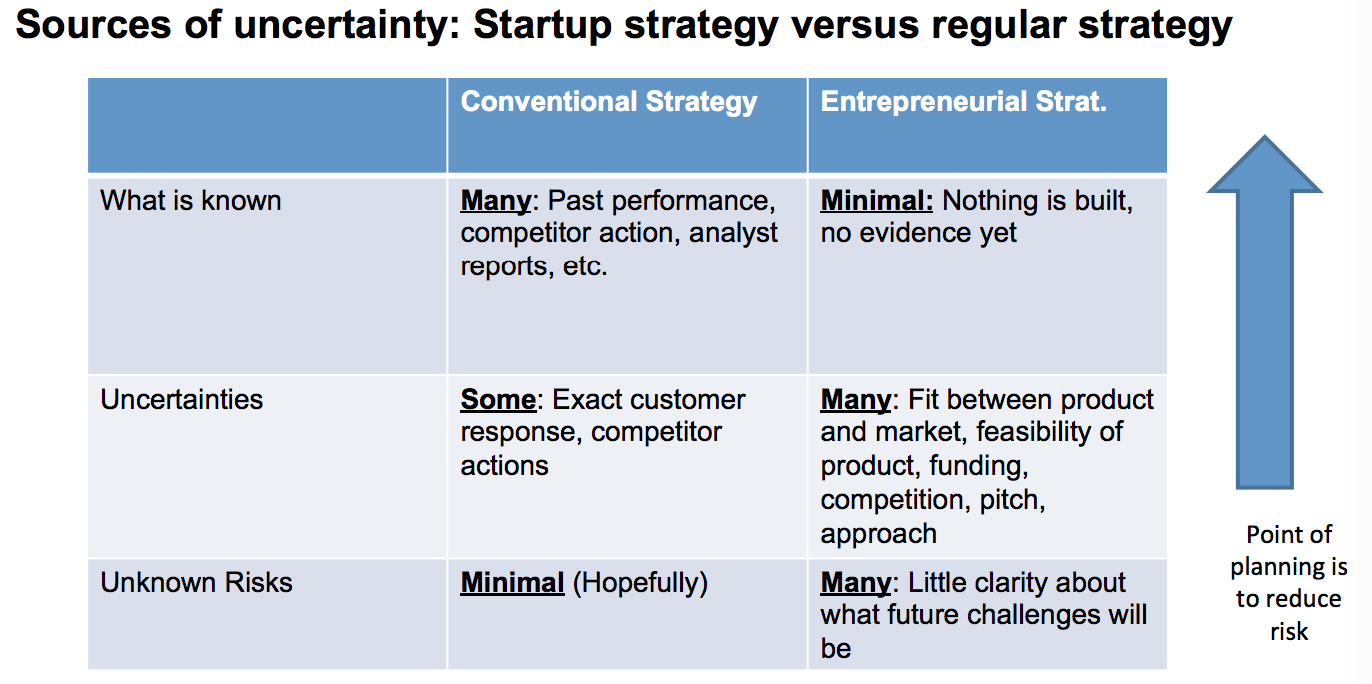 Sources of uncertainty: Startup strategy versus regular strategy
Conventional Strategy
Entrepreneurial Strat.
What is known
Many: Past performance,
competitor action, analyst
reports, etc.
Minimal: Nothing is built,
no evidence yet
Uncertainties
Some: Exact customer
response, competitor
actions
Many: Fit between product
and market, feasibility of
product, funding,
competition, pitch,
approach
Unknown Risks
Minimal (Hopefully)
Many: Little clarity about
what future challenges will
be
Point of
planning is
to reduce
risk